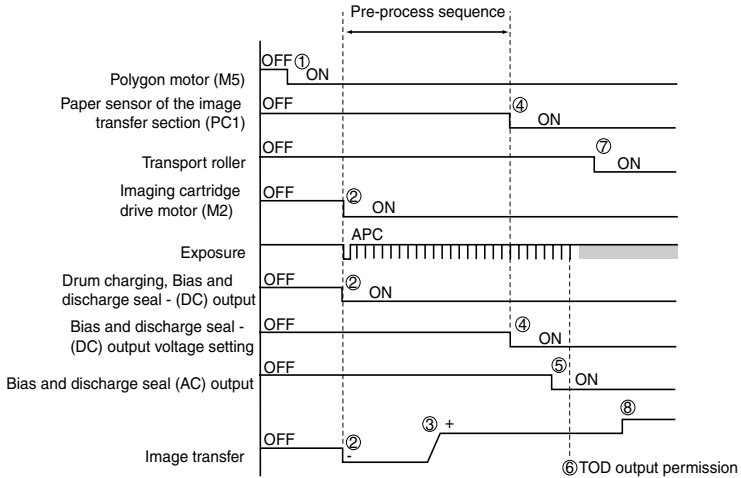 Pre-process sequence
OFF ① ON
Polygon motor (M5)
Paper sensor of the image
transfer section (PC1)
OFF ④ ON
Transport roller
OFF ⑦ ON
Imaging cartridge
drive motor (M2)
OFF ② ON
APC
Exposure
Drum charging, Bias and
discharge seal - (DC) output
OFF ② ON
Bias and discharge seal -
(DC) output voltage setting
OFF ④ ON
Bias and discharge seal (AC) output
OFF ⑤ ON
Image transfer
OFF ② - ③ + ⑧
⑥TOD output permission